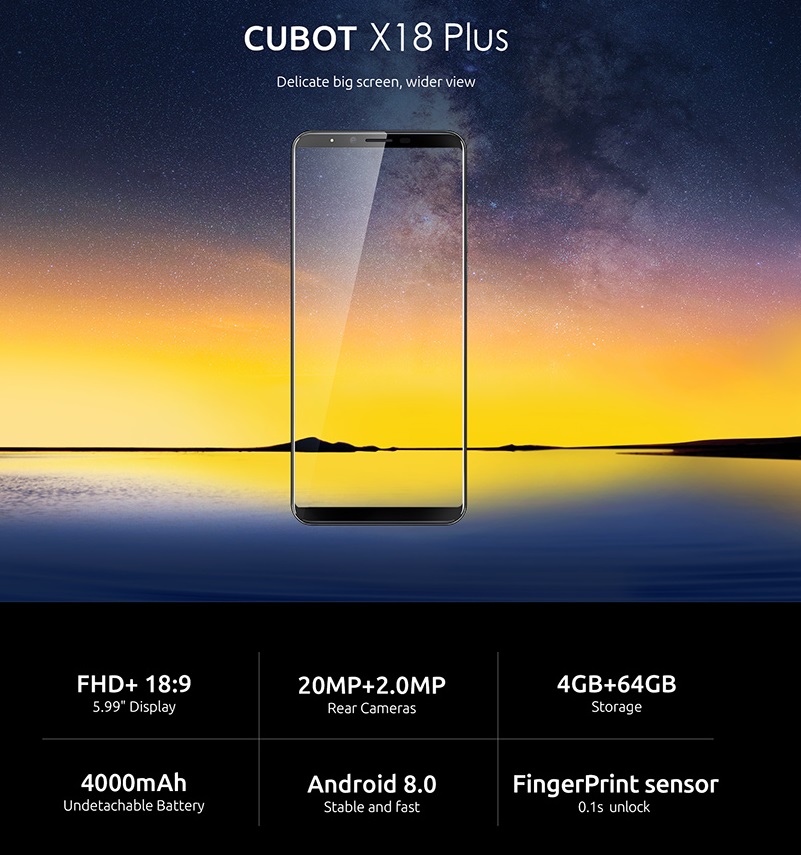 CUBOT X18 Plus
Delicate big screen, wider view
FHD+ 18:9
5.99" Display
20MP+2.0MP
Rear Cameras
4GB+64GB
Storage
4000mAh
Undetachable Battery
Android 8.0
Stable and fast
FingerPrint sensor
0.1s unlock